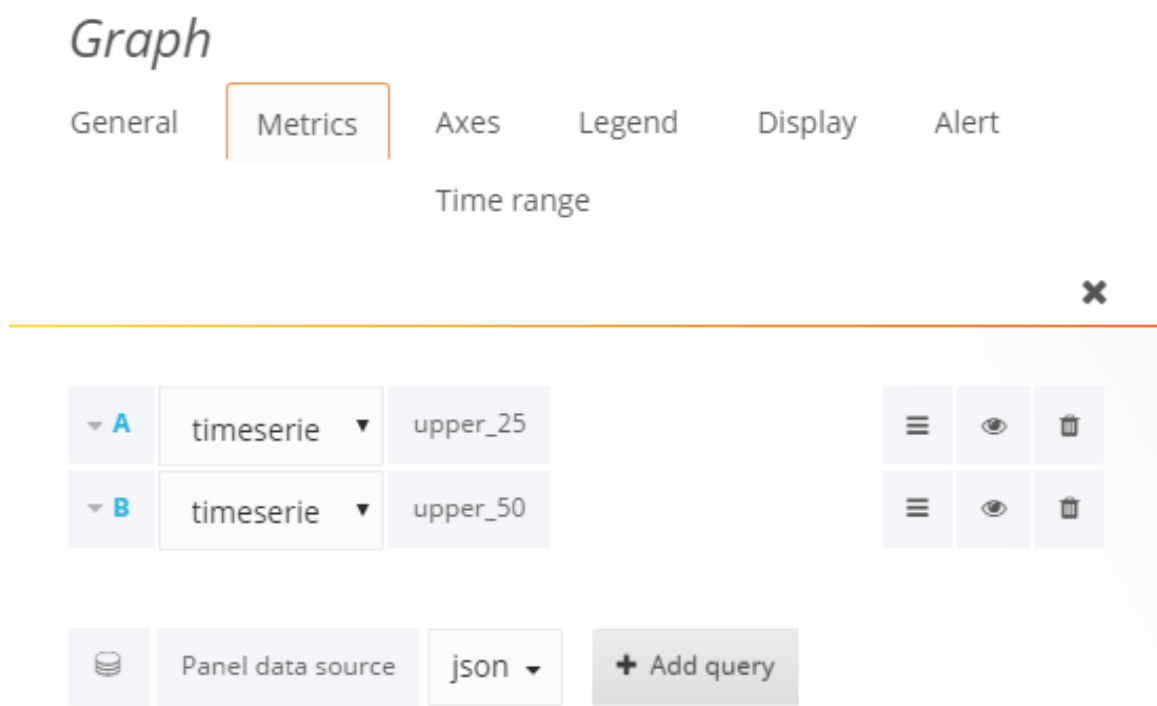 Graph
General Metrics Axes Legend Display Alert
Time range
A timeserie upper_25
B timeserie upper_50
Panel data source json Add query